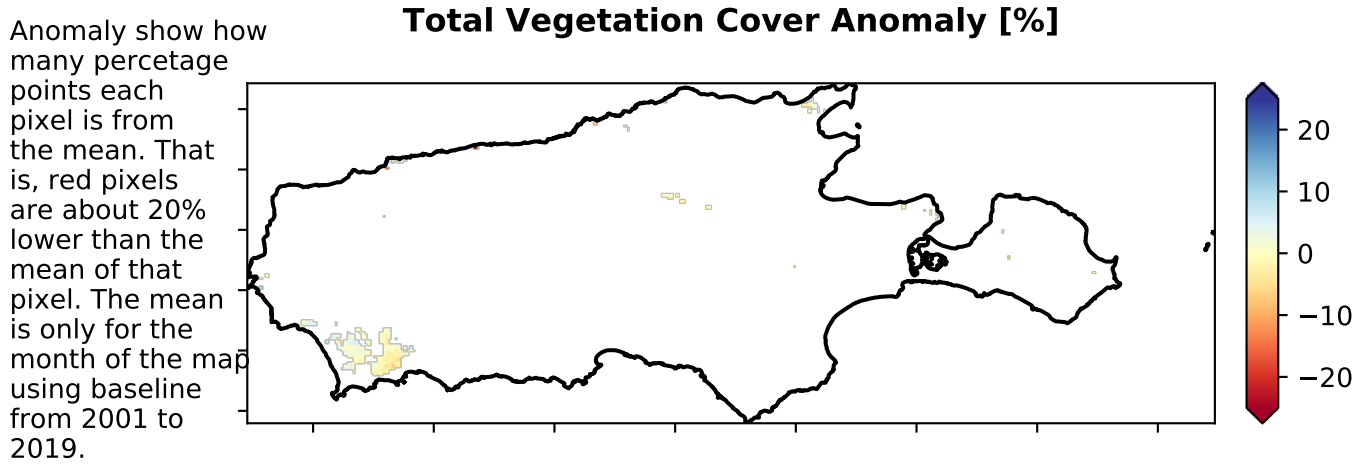 Total Vegetation Cover Anomaly [%]
Anomaly show how
many percetage
points each
pixel is from
the mean. That
is, red pixels
are about 20%
lower than the
mean of that
pixel. The mean
is only for the
month of the map
using baseline
from 2001 to
2019.
20
10
0
−10
−20